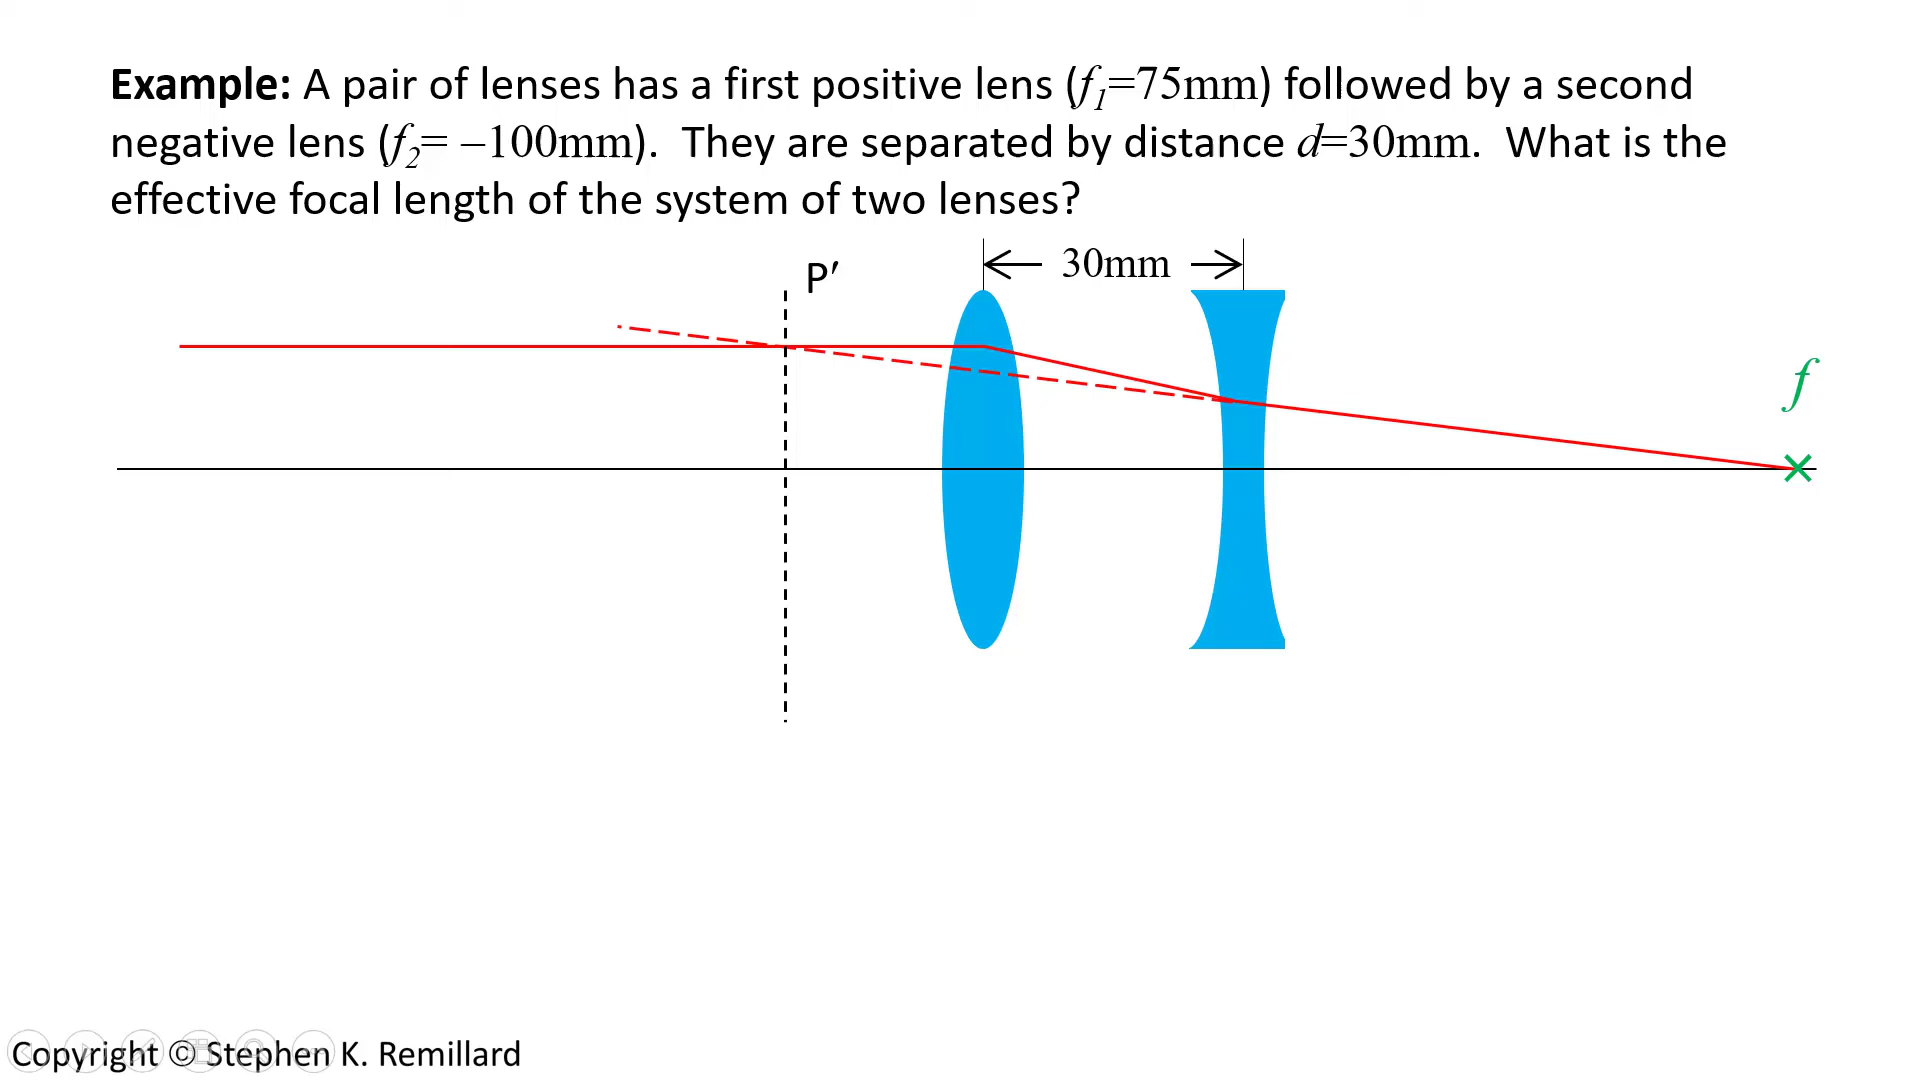 Example: A pair of lenses has a first positive lens (f₁=75mm) followed by a second
negative lens (f₂= –100mm).  They are separated by distance d=30mm.  What is the
effective focal length of the system of two lenses?
30mm
P′
f
Copyright © Stephen K. Remillard